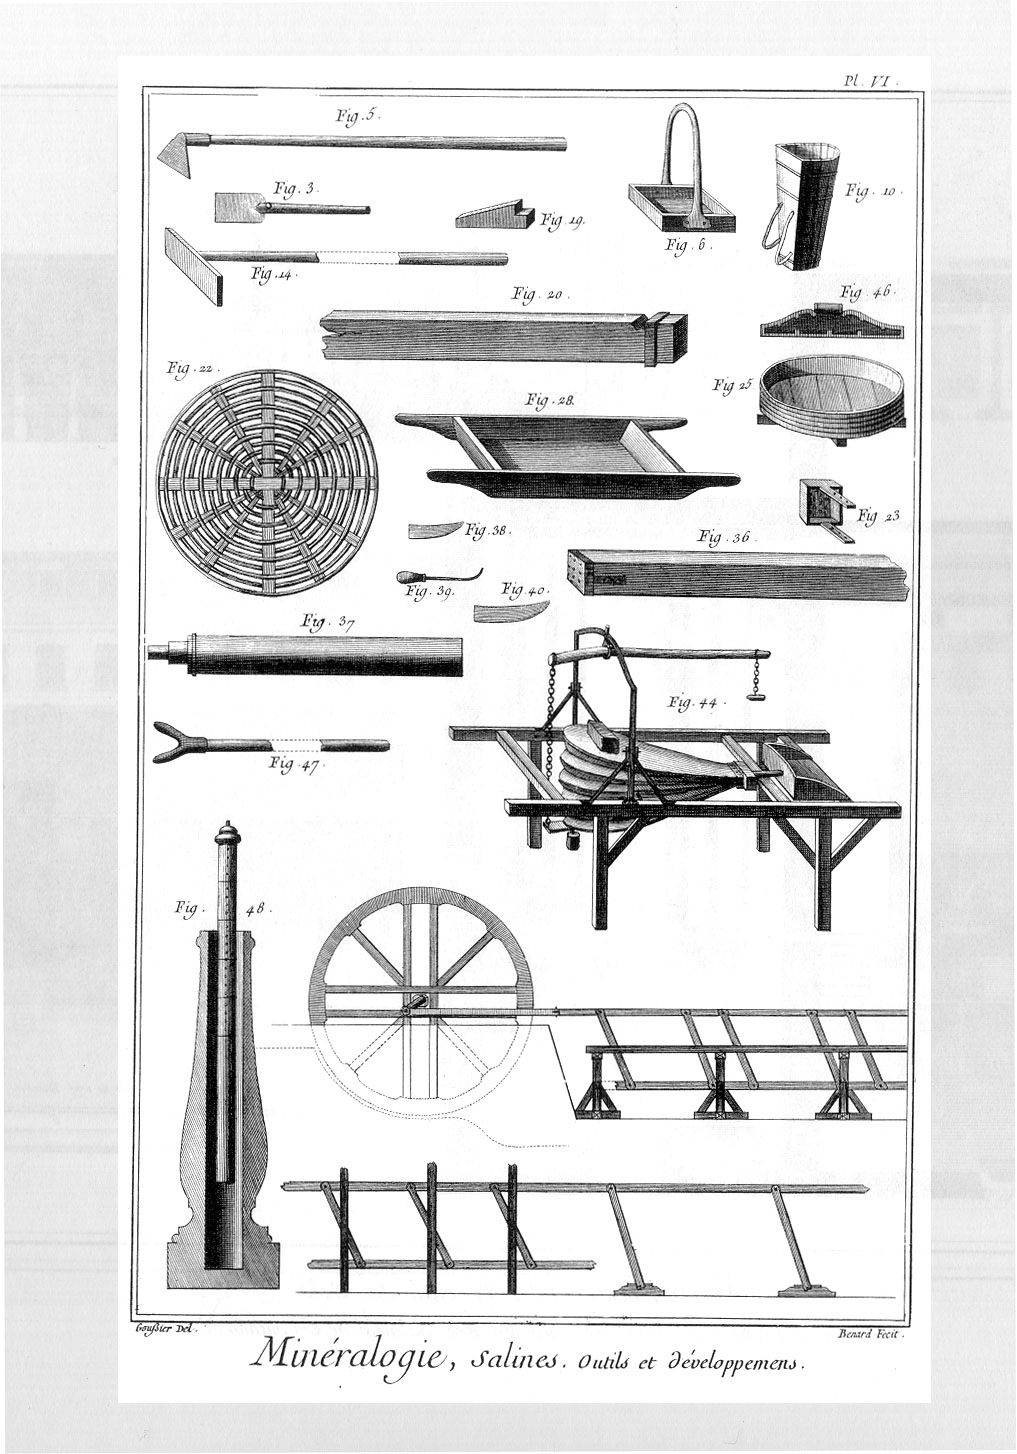 Pl. VI.
Fig. 5.
Fig. 3.
Fig. 19.
Fig. 6.
Fig. 10.
Fig. 14.
Fig. 20.
Fig. 46.
Fig. 22.
Fig. 28.
Fig 25
Fig 23
Fig. 38.
Fig. 36.
Fig. 39.
Fig. 40.
Fig. 37
Fig. 44.
Fig. 47.
Fig. 48.
Goussier Del.
Benard Fecit.
Minéralogie, Salines. Outils et développemens.